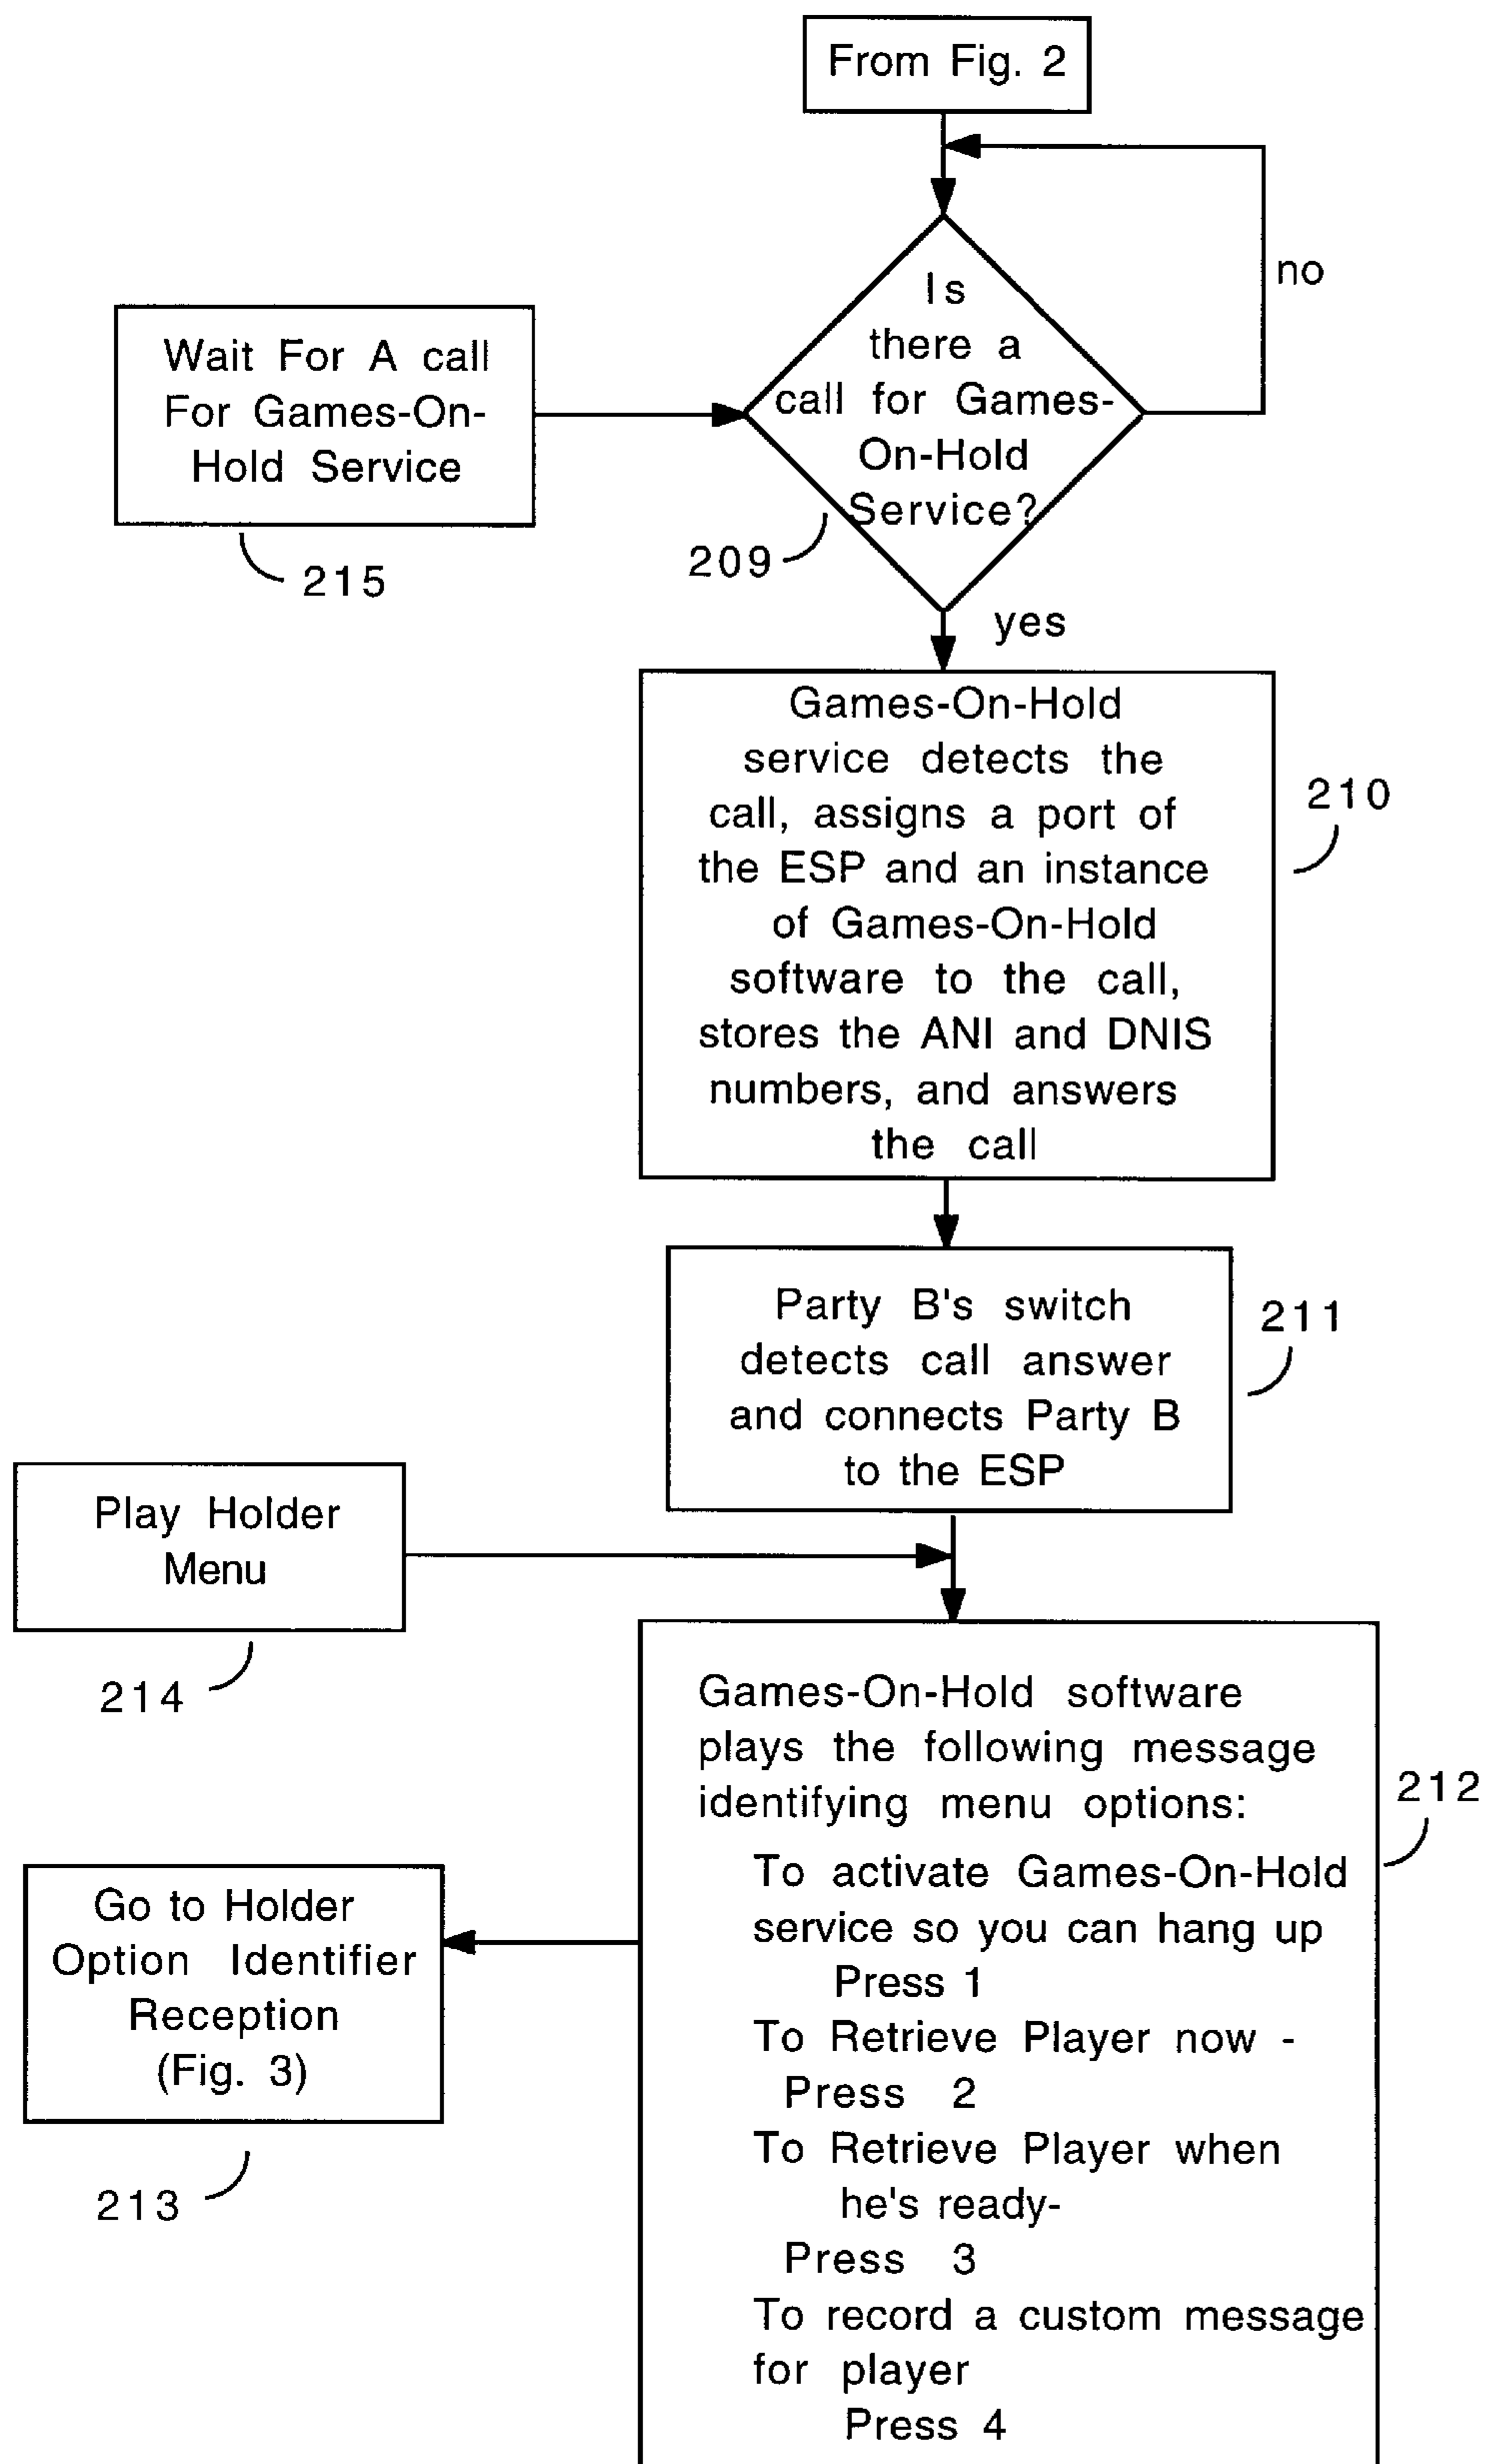 From Fig. 2
no
Is
there a
call for Games-
On-Hold
Service?
209
Wait For A call
For Games-On-
Hold Service
215
yes
Games-On-Hold
service detects the
call, assigns a port of
the ESP and an instance
of Games-On-Hold
software to the call,
stores the ANI and DNIS
numbers, and answers
the call
210
Party B's switch
detects call answer
and connects Party B
to the ESP
211
Play Holder
Menu
214
Games-On-Hold software
plays the following message
identifying menu options:
To activate Games-On-Hold
service so you can hang up
Press 1
To Retrieve Player now -
Press 2
To Retrieve Player when
he's ready-
Press 3
To record a custom message
for player
Press 4
212
Go to Holder
Option Identifier
Reception
(Fig. 3)
213